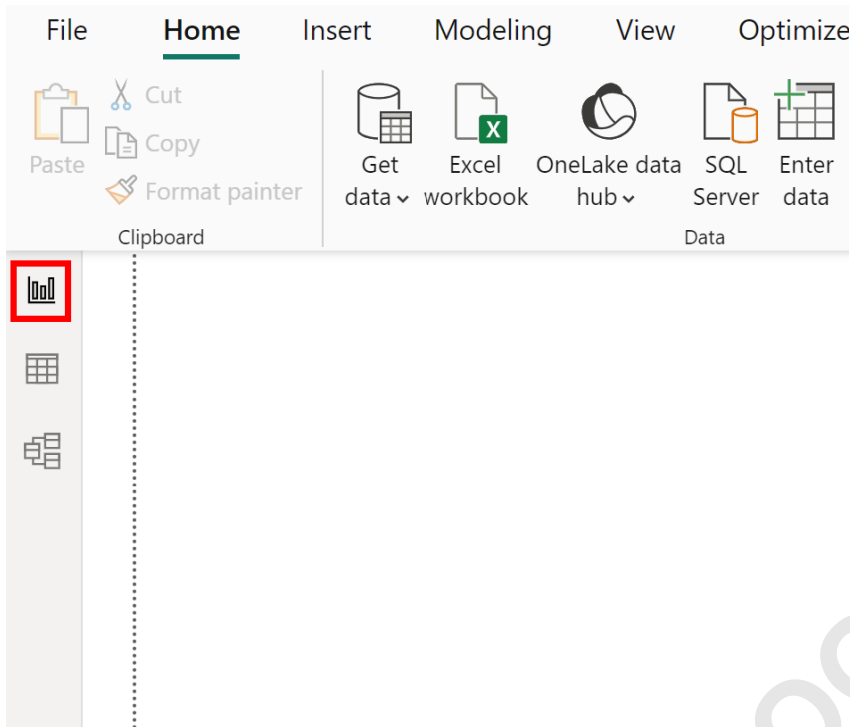 File Home Insert Modeling View Optimize
Cut
Copy
Paste
Format painter
Get data
Excel workbook
OneLake data hub
SQL Server
Enter data
Clipboard
Data